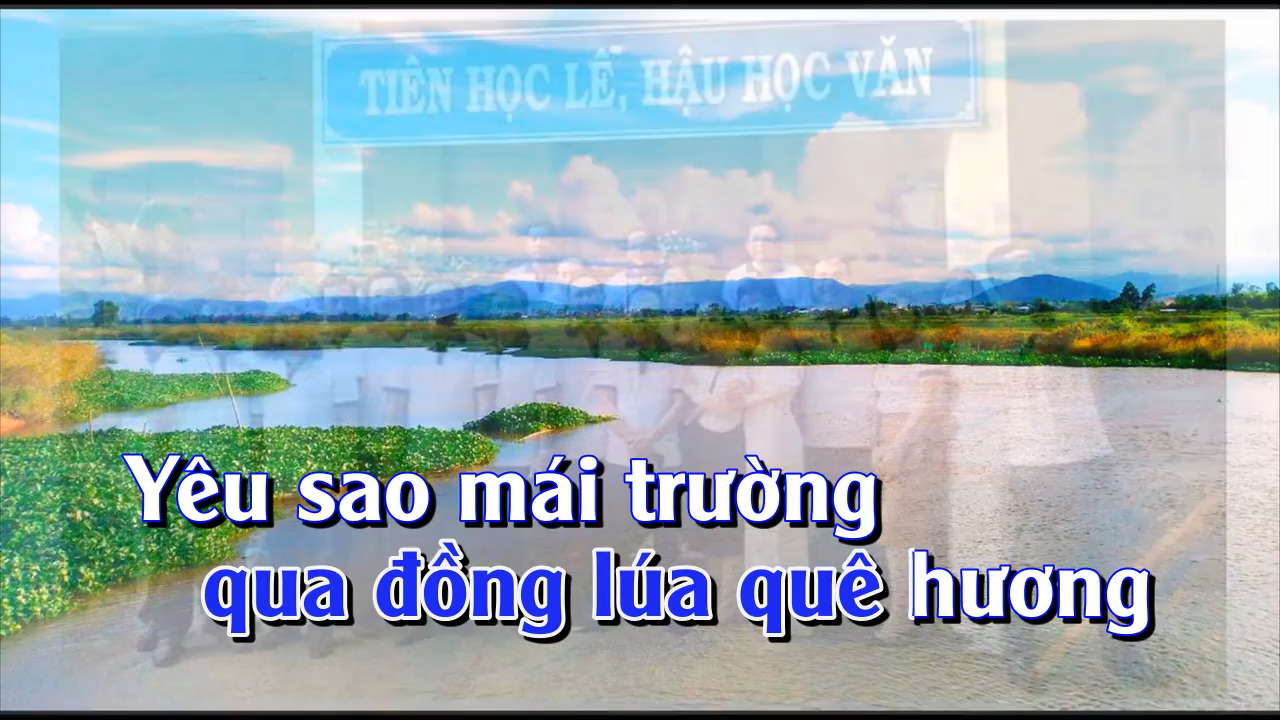 TIÊN HỌC LỄ, HẬU HỌC VĂN
Yêu sao mái trường
qua đồng lúa quê hương